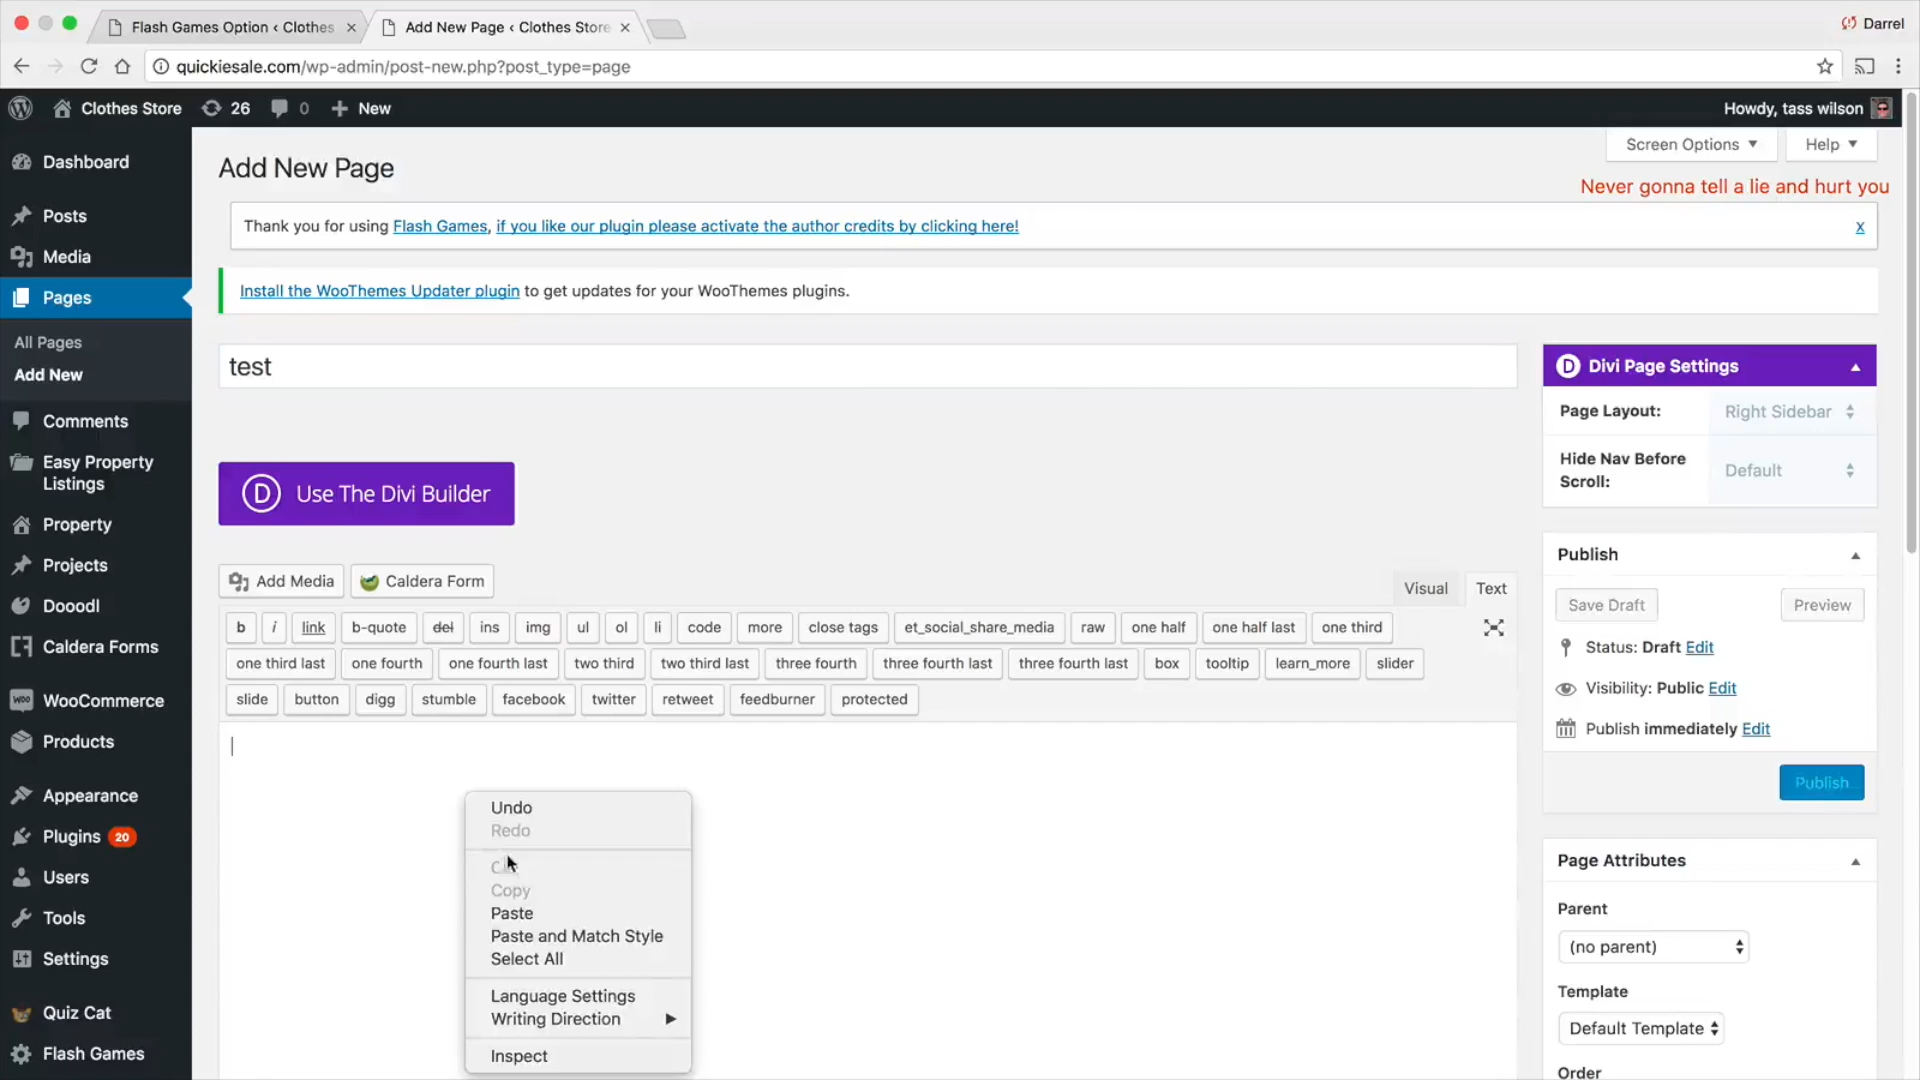 Flash Games Option ‹ Clothes
Add New Page ‹ Clothes Store
Darrel
quickiesale.com/wp-admin/post-new.php?post_type=page
Clothes Store
26
0
New
Howdy, tass wilson
Dashboard
Posts
Media
Pages
All Pages
Add New
Comments
Easy Property
Listings
Property
Projects
Dooodl
Caldera Forms
WooCommerce
Products
Appearance
Plugins 20
Users
Tools
Settings
Quiz Cat
Flash Games
Add New Page
Screen Options
Help
Never gonna tell a lie and hurt you
Thank you for using Flash Games, if you like our plugin please activate the author credits by clicking here!
x
Install the WooThemes Updater plugin to get updates for your WooThemes plugins.
test
D Use The Divi Builder
Add Media
Caldera Form
Visual
Text
b i link b-quote del ins img ul ol li code more close tags et_social_share_media raw one half one half last one third
one third last one fourth one fourth last two third two third last three fourth three fourth last three fourth last box tooltip learn_more slider
slide button digg stumble facebook twitter retweet feedburner protected
Undo
Redo
Copy
Paste
Paste and Match Style
Select All
Language Settings
Writing Direction
Inspect
D Divi Page Settings
Page Layout:
Right Sidebar
Hide Nav Before
Scroll:
Default
Publish
Save Draft
Preview
Status: Draft Edit
Visibility: Public Edit
Publish immediately Edit
Publish
Page Attributes
Parent
(no parent)
Template
Default Template
Order